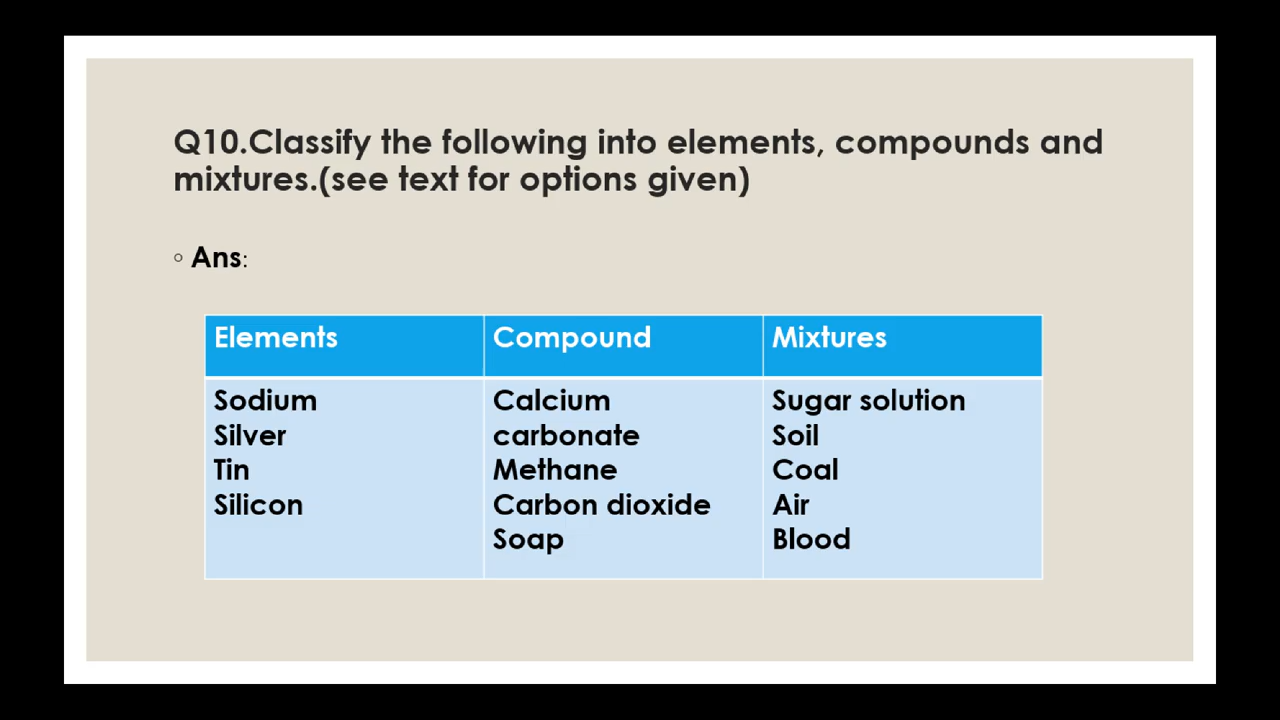 Q10.Classify the following into elements, compounds and
mixtures.(see text for options given)
◦ Ans:
Elements Compound Mixtures
Sodium Calcium Sugar solution
Silver carbonate Soil
Tin Methane Coal
Silicon Carbon dioxide Air
Soap Blood